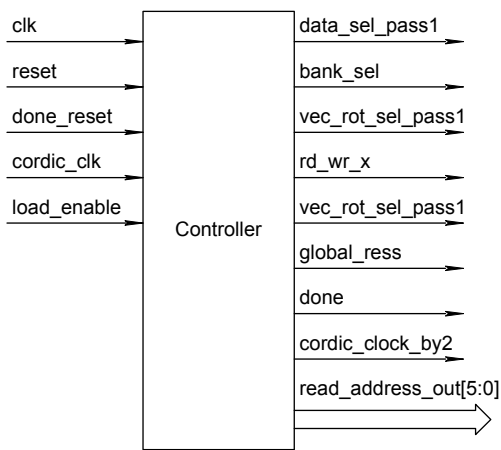 clk
reset
done_reset
cordic_clk
load_enable
Controller
data_sel_pass1
bank_sel
vec_rot_sel_pass1
rd_wr_x
vec_rot_sel_pass1
global_ress
done
cordic_clock_by2
read_address_out[5:0]